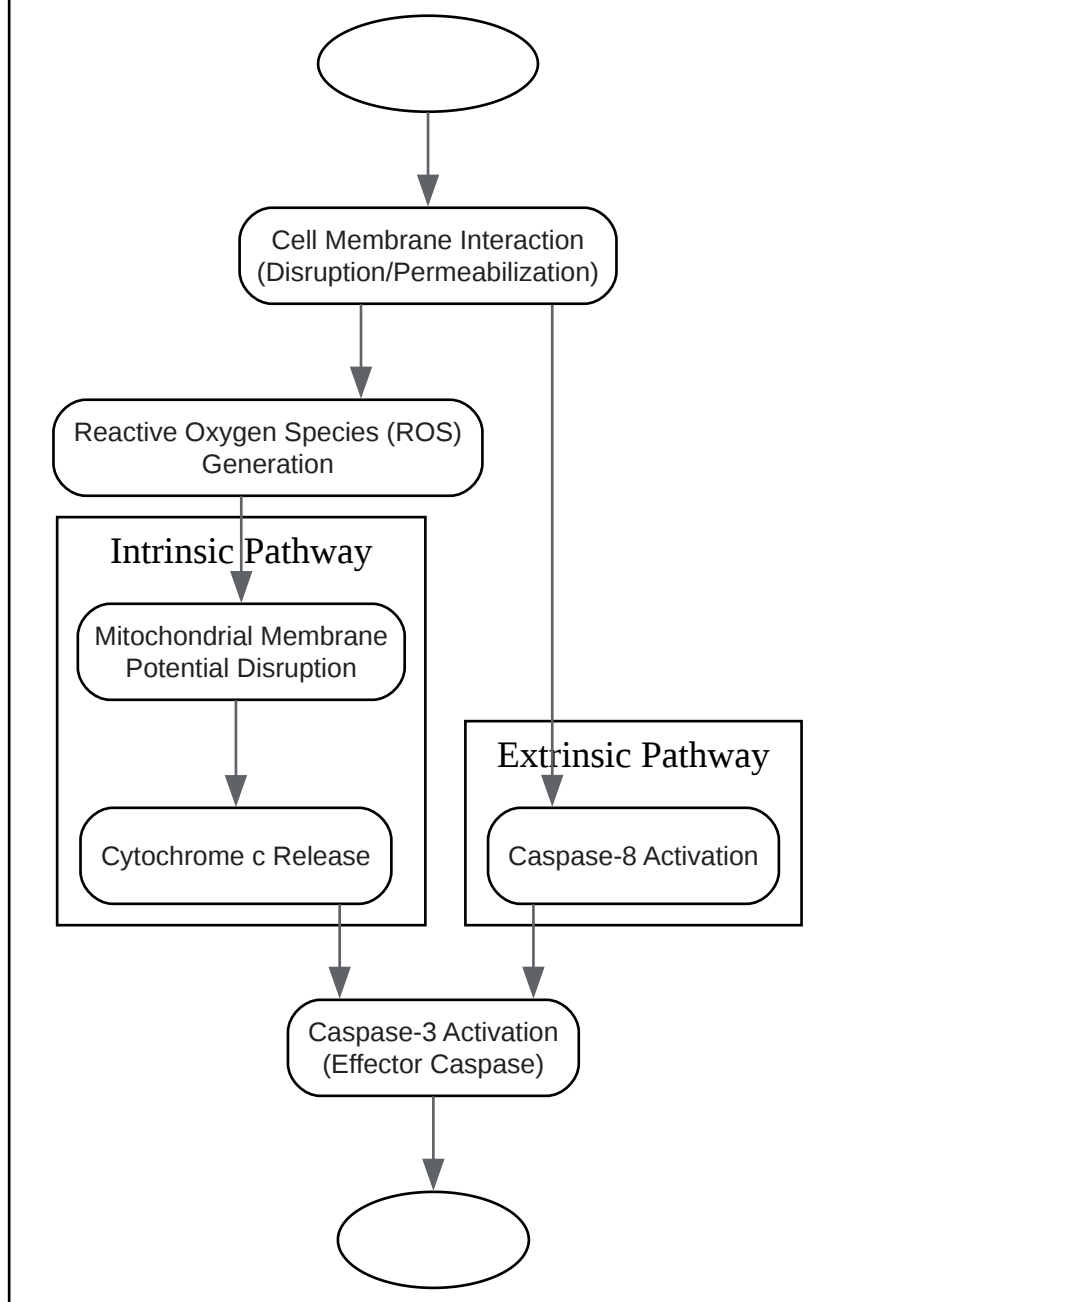 Cell Membrane Interaction
(Disruption/Permeabilization)
Reactive Oxygen Species (ROS)
Generation
Intrinsic Pathway
Mitochondrial Membrane
Potential Disruption
Extrinsic Pathway
Cytochrome c Release
Caspase-8 Activation
Caspase-3 Activation
(Effector Caspase)